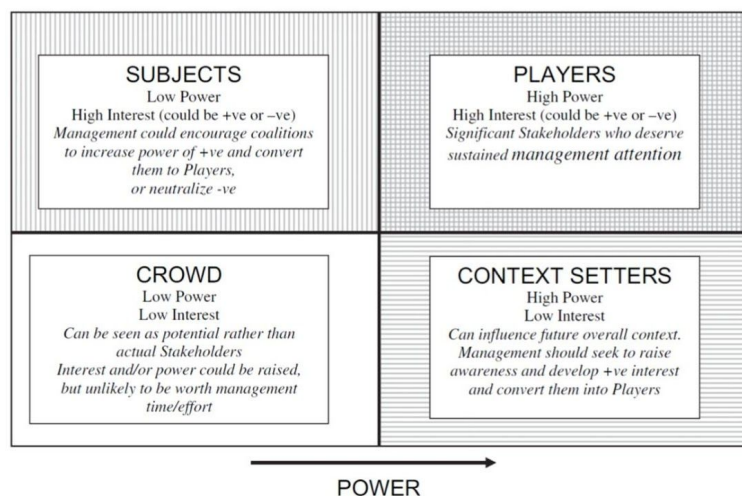 SUBJECTS
Low Power
High Interest (could be +ve or –ve)
Management could encourage coalitions
to increase power of +ve and convert
them to Players,
or neutralize -ve
PLAYERS
High Power
High Interest (could be +ve or –ve)
Significant Stakeholders who deserve
sustained management attention
CROWD
Low Power
Low Interest
Can be seen as potential rather than
actual Stakeholders
Interest and/or power could be raised,
but unlikely to be worth management
time/effort
CONTEXT SETTERS
High Power
Low Interest
Can influence future overall context.
Management should seek to raise
awareness and develop +ve interest
and convert them into Players
POWER